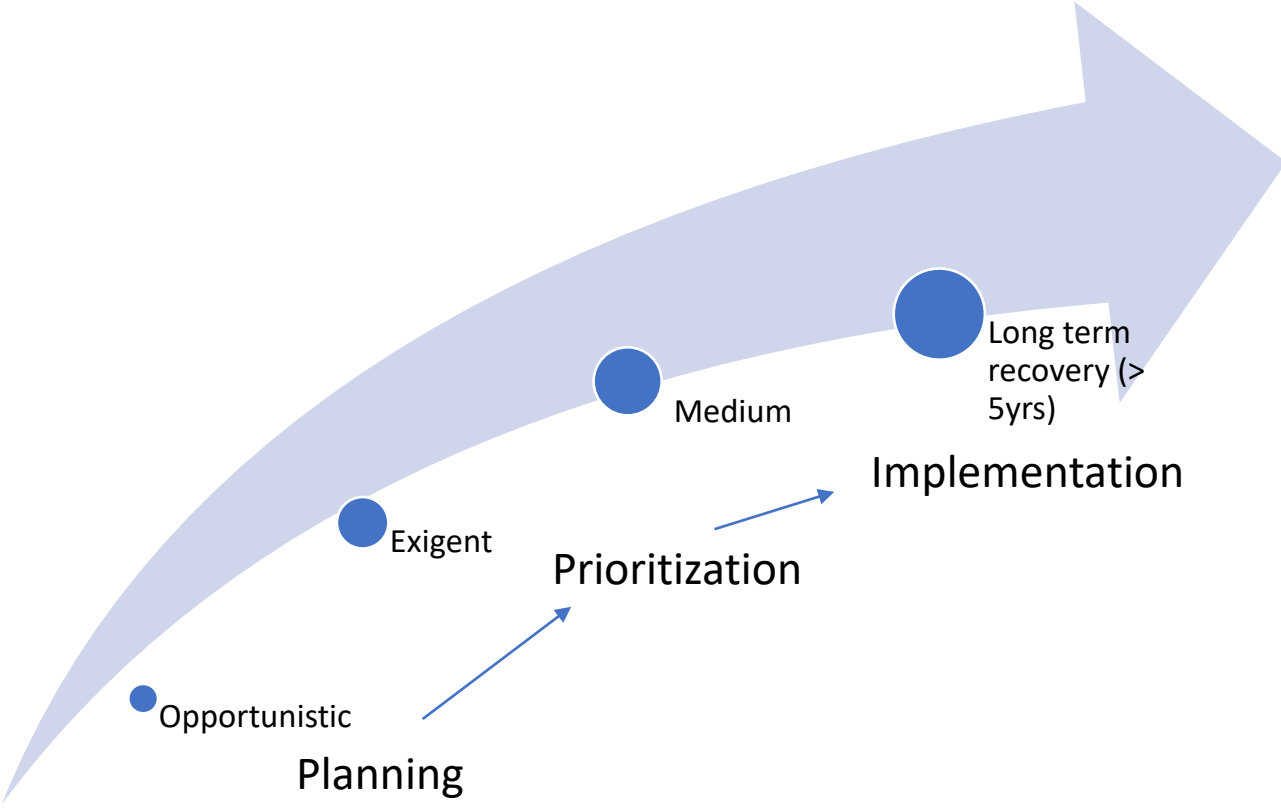 Long term
recovery (>
5yrs)
Medium
Implementation
Exigent
Prioritization
Opportunistic
Planning